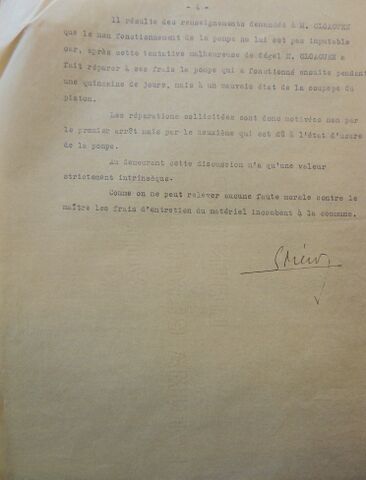 - 4 -
Il résulte des renseignements demandés à M. CLOAGUEN
que le non fonctionnement de la pompe ne lui est pas imputable
car, après cette tentative malheureuse de dégel M. CLOAGUEN a
fait réparer à ses frais la pompe qui a fonctionné ensuite pendant
une quinzaine de jours, mais à un mauvais état de la soupape du
piston.
Les réparations sollicitées sont donc motivées non par
le premier arrêt mais par le deuxième qui est dû à l'état d'usure
de la pompe.
Au demeurant cette discussion n'a qu'une valeur
strictement intrinsèque.
Comme on ne peut relever aucune faute morale contre le
maître les frais d'entretien du matériel incombent à la commune.